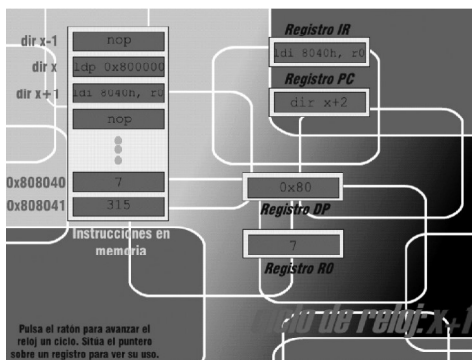 dir x-1
nop
dir x
ldp 0x800000
dir x+1
ldi 8040h, r0
nop
0x808040
7
0x808041
315
Instrucciones en
memoria
Registro IR
ldi 8040h, r0
Registro PC
dir x+2
0x80
Registro DP
7
Registro R0
ciclo de reloj: x+1
Pulsa el ratón para avanzar el
reloj un ciclo. Sitúa el puntero
sobre un registro para ver su uso.